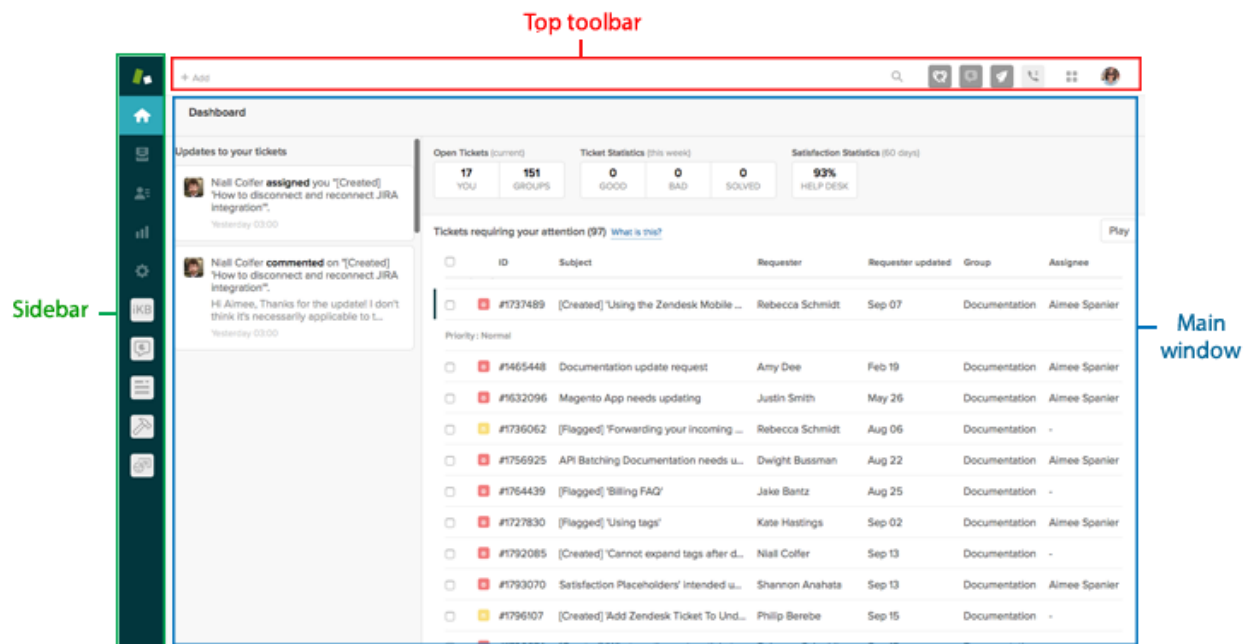 Top toolbar
+ Add
Dashboard
Updates to your tickets
Niall Colfer assigned you "[Created]
'How to disconnect and reconnect JIRA
integration'".
Yesterday 03:00
Niall Colfer commented on "[Created]
'How to disconnect and reconnect JIRA
integration'".
Hi Aimee, Thanks for the update! I don't
think it's necessarily applicable to t...
Yesterday 03:00
Open Tickets (current) Ticket Statistics (this week) Satisfaction Statistics (60 days)
17 151 0 0 0 93%
YOU GROUPS GOOD BAD SOLVED HELP DESK
Tickets requiring your attention (97) What is this? Play
ID Subject Requester Requester updated Group Assignee
#1737489 [Created] 'Using the Zendesk Mobile ... Rebecca Schmidt Sep 07 Documentation Aimee Spanier
Priority : Normal
#1465448 Documentation update request Amy Dee Feb 19 Documentation Aimee Spanier
#1632096 Magento App needs updating Justin Smith May 26 Documentation Aimee Spanier
#1736062 [Flagged] 'Forwarding your incoming ... Rebecca Schmidt Aug 06 Documentation -
#1756925 API Batching Documentation needs u... Dwight Bussman Aug 22 Documentation Aimee Spanier
#1764439 [Flagged] 'Billing FAQ' Jake Bantz Aug 25 Documentation -
#1727830 [Flagged] 'Using tags' Kate Hastings Sep 02 Documentation Aimee Spanier
#1792085 [Created] 'Cannot expand tags after d... Niall Colfer Sep 13 Documentation -
#1793070 Satisfaction Placeholders' intended u... Shannon Anahata Sep 13 Documentation Aimee Spanier
#1796107 [Created] 'Add Zendesk Ticket To Und... Philip Berebe Sep 15 Documentation -
Sidebar
IKB
Main
window